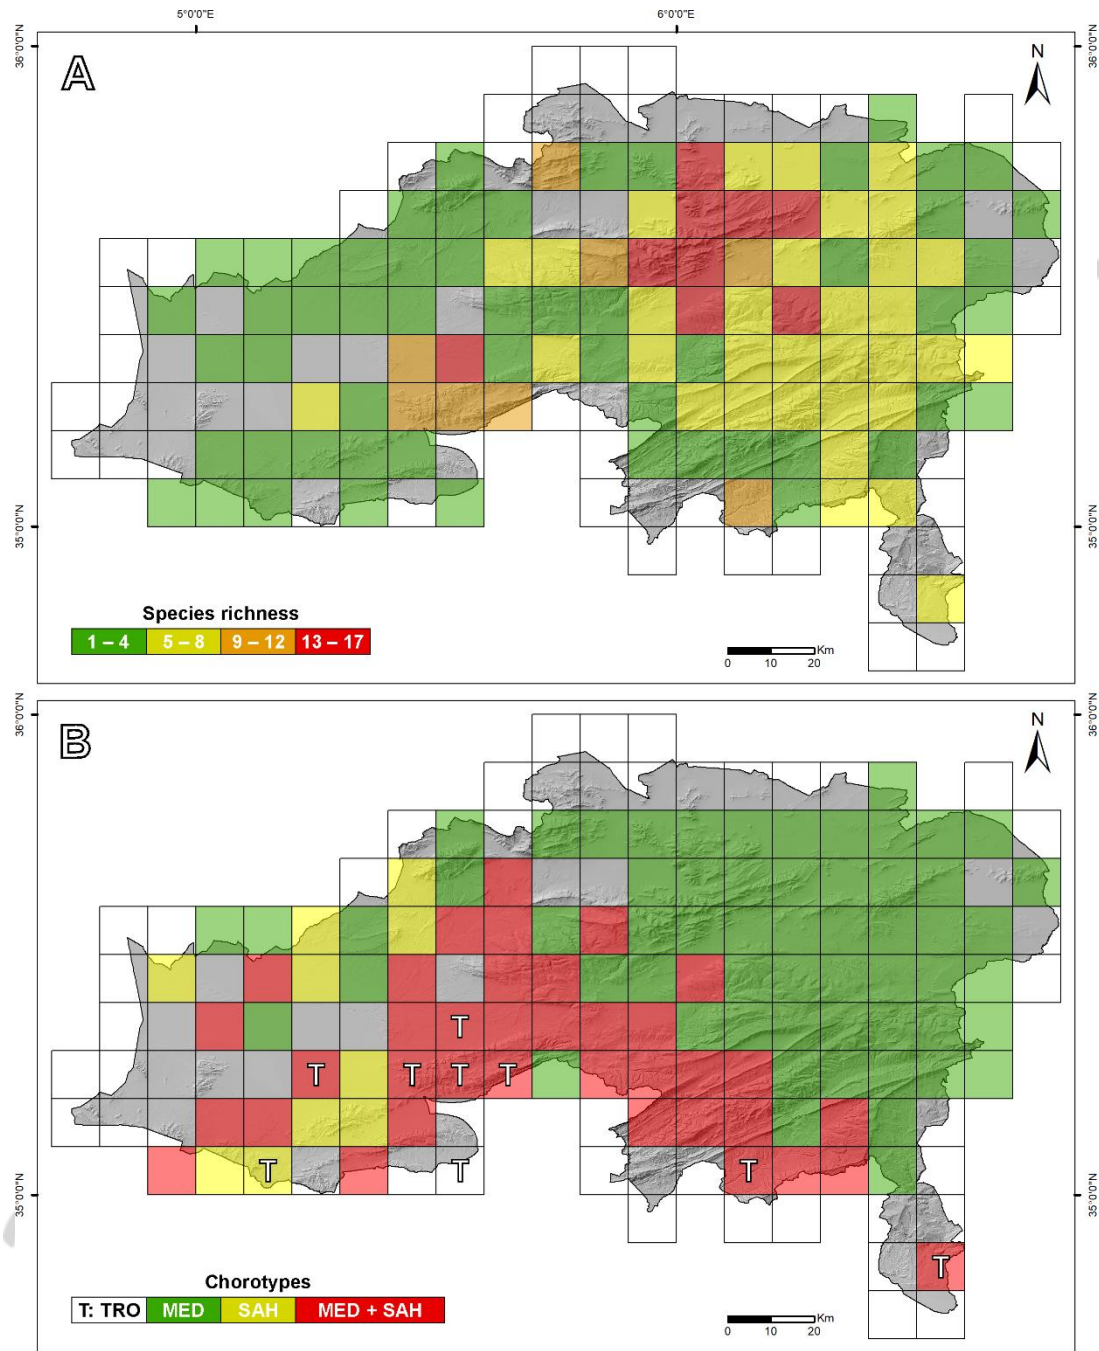 5°0'0"E 6°0'0"E
36°0'0"N 36°0'0"N
A
N
35°0'0"N 35°0'0"N
Species richness
1 – 4 5 – 8 9 – 12 13 – 17
Km
0 10 20
36°0'0"N 36°0'0"N
B
N
T
T T T T
T T T
35°0'0"N 35°0'0"N
T
Chorotypes
T: TRO MED SAH MED + SAH
Km
0 10 20